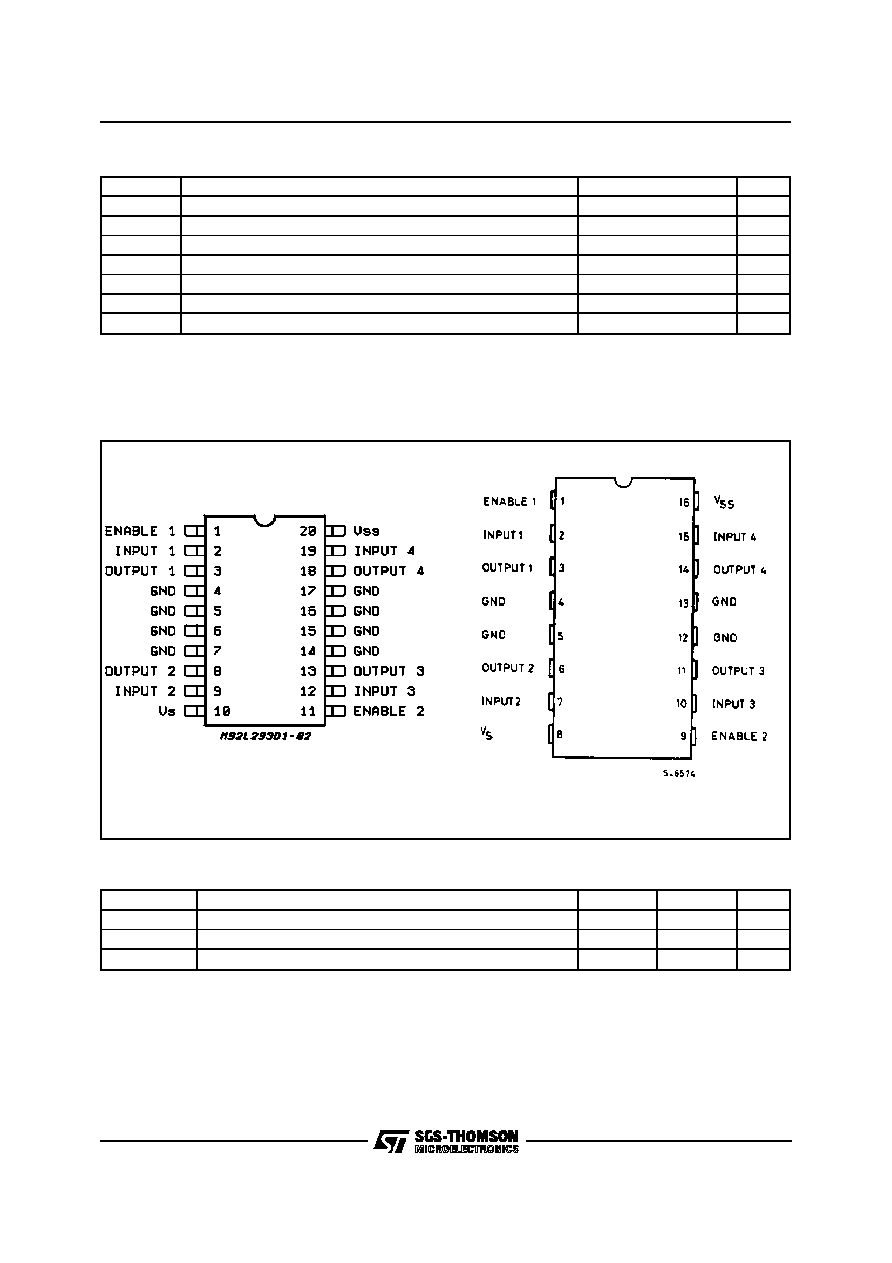 ENABLE 1 1 20 Vss
INPUT 1 2 19 INPUT 4
OUTPUT 1 3 18 OUTPUT 4
GND 4 17 GND
GND 5 16 GND
GND 6 15 GND
GND 7 14 GND
OUTPUT 2 8 13 OUTPUT 3
INPUT 2 9 12 INPUT 3
Vs 10 11 ENABLE 2
M92L293D1-02
ENABLE 1 1 16 VSS
INPUT 1 2 15 INPUT 4
OUTPUT 1 3 14 OUTPUT 4
GND 4 13 GND
GND 5 12 GND
OUTPUT 2 6 11 OUTPUT 3
INPUT 2 7 10 INPUT 3
VS 8 9 ENABLE 2
S-6574
ST SGS-THOMSON
MICROELECTRONICS